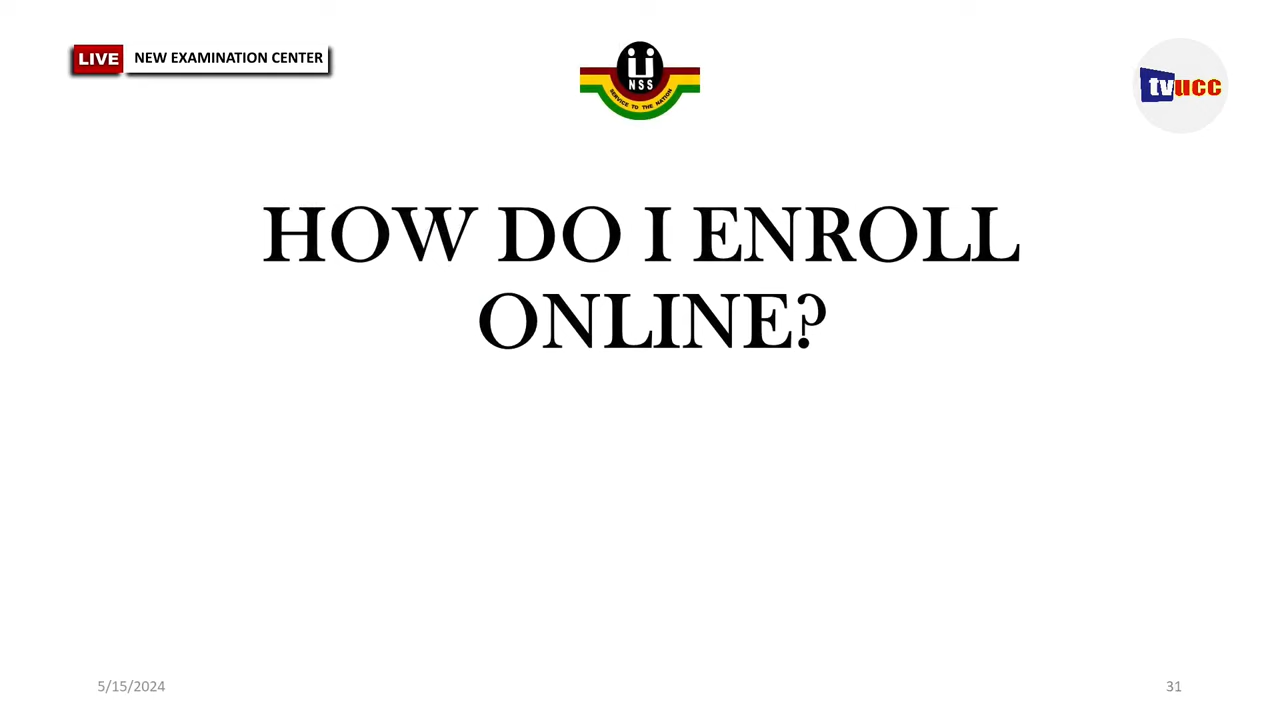 LIVE NEW EXAMINATION CENTER
NSS
SERVICE TO THE NATION
tvucc
HOW DO I ENROLL
ONLINE?
5/15/2024
31